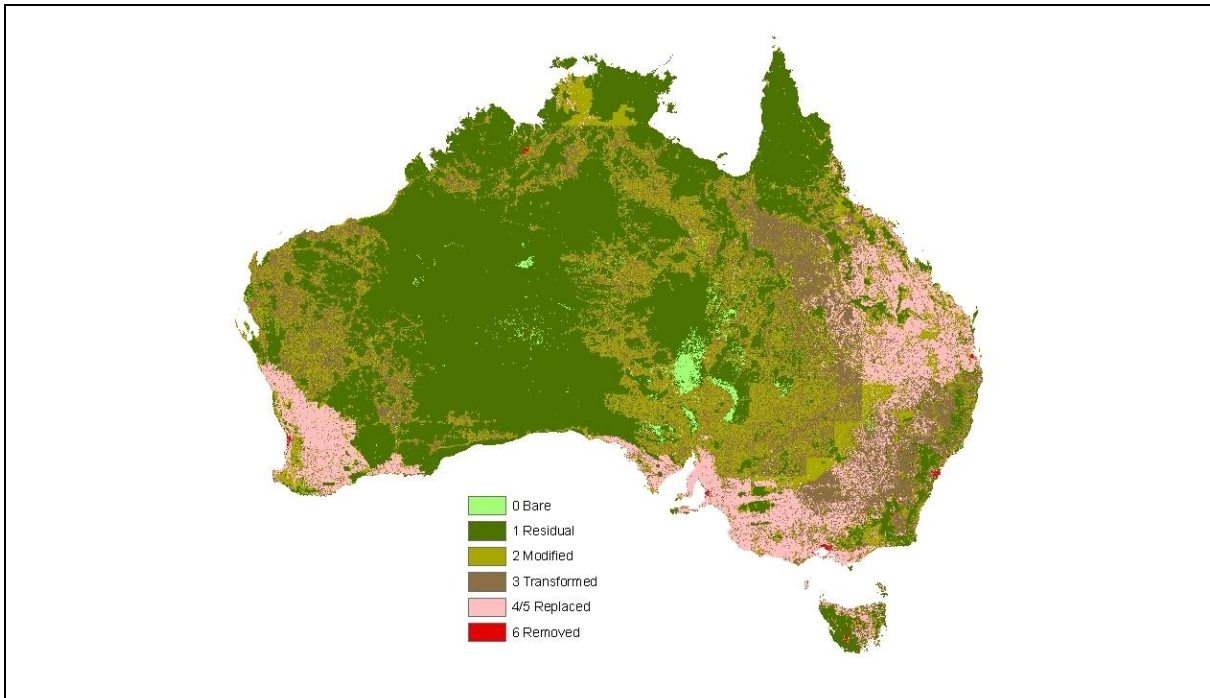 0 Bare
1 Residual
2 Modified
3 Transformed
4/5 Replaced
6 Removed